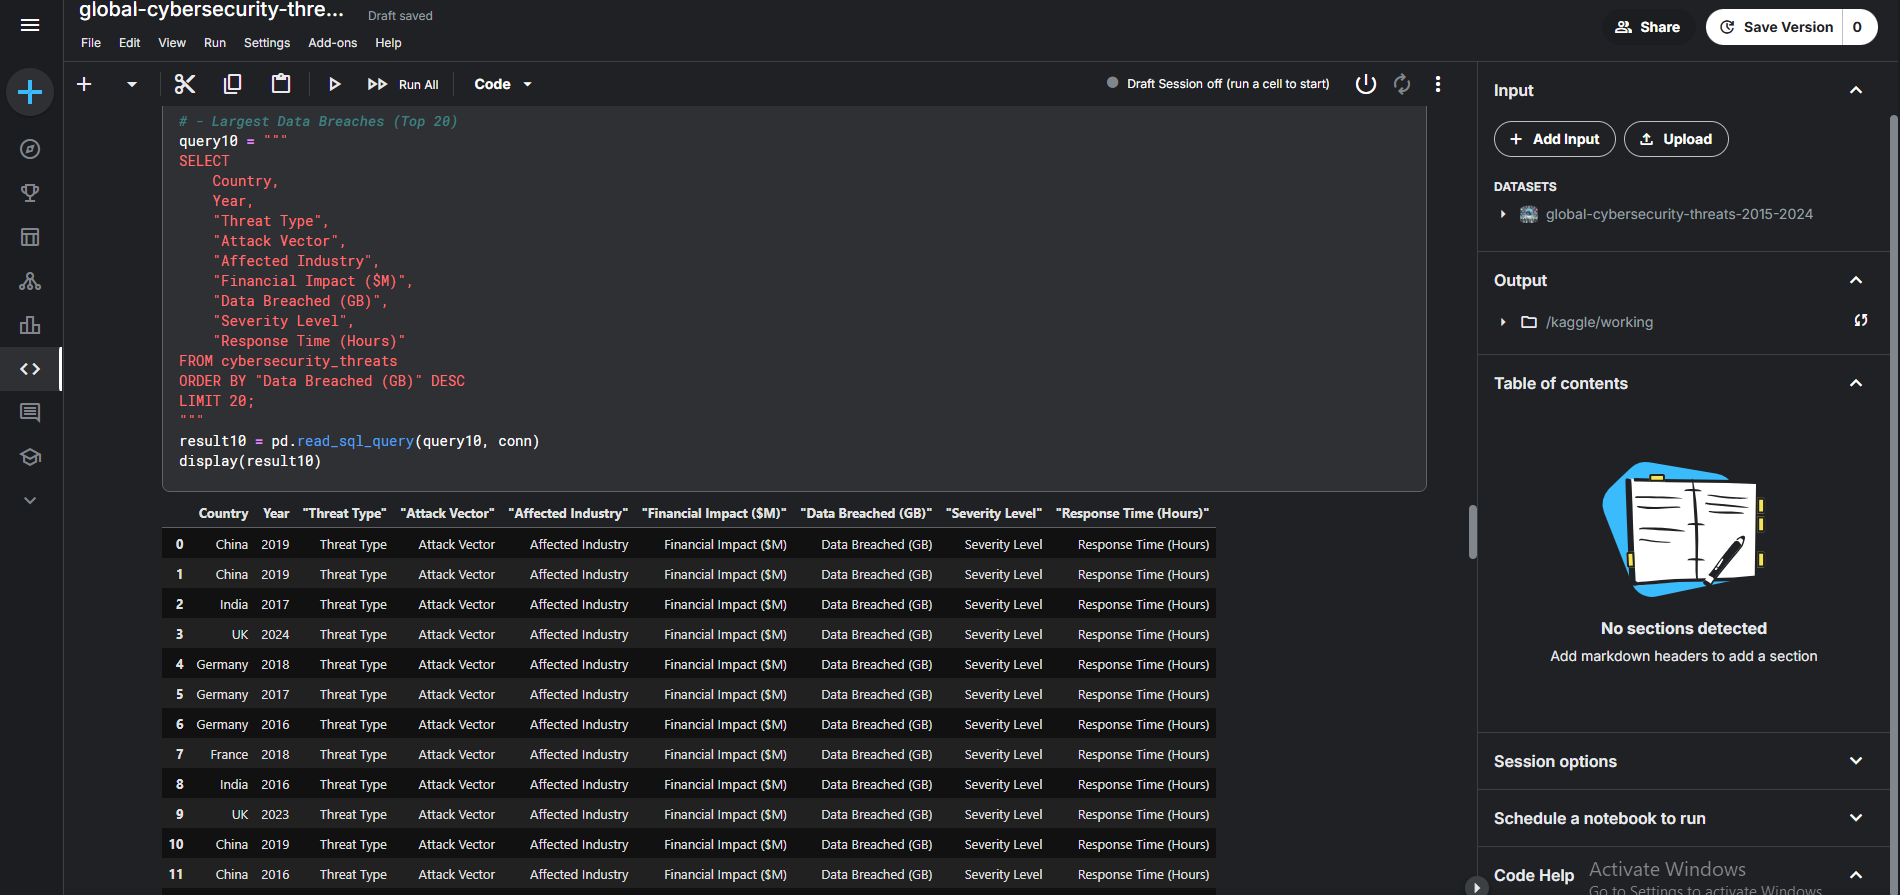 global-cybersecurity-thre...
Draft saved
File Edit View Run Settings Add-ons Help
Share
Save Version 0
Run All
Code
Draft Session off (run a cell to start)
# - Largest Data Breaches (Top 20)
query10 = """
SELECT
Country,
Year,
"Threat Type",
"Attack Vector",
"Affected Industry",
"Financial Impact ($M)",
"Data Breached (GB)",
"Severity Level",
"Response Time (Hours)"
FROM cybersecurity_threats
ORDER BY "Data Breached (GB)" DESC
LIMIT 20;
"""
result10 = pd.read_sql_query(query10, conn)
display(result10)
Country Year "Threat Type" "Attack Vector" "Affected Industry" "Financial Impact ($M)" "Data Breached (GB)" "Severity Level" "Response Time (Hours)"
0 China 2019 Threat Type Attack Vector Affected Industry Financial Impact ($M) Data Breached (GB) Severity Level Response Time (Hours)
1 China 2019 Threat Type Attack Vector Affected Industry Financial Impact ($M) Data Breached (GB) Severity Level Response Time (Hours)
2 India 2017 Threat Type Attack Vector Affected Industry Financial Impact ($M) Data Breached (GB) Severity Level Response Time (Hours)
3 UK 2024 Threat Type Attack Vector Affected Industry Financial Impact ($M) Data Breached (GB) Severity Level Response Time (Hours)
4 Germany 2018 Threat Type Attack Vector Affected Industry Financial Impact ($M) Data Breached (GB) Severity Level Response Time (Hours)
5 Germany 2017 Threat Type Attack Vector Affected Industry Financial Impact ($M) Data Breached (GB) Severity Level Response Time (Hours)
6 Germany 2016 Threat Type Attack Vector Affected Industry Financial Impact ($M) Data Breached (GB) Severity Level Response Time (Hours)
7 France 2018 Threat Type Attack Vector Affected Industry Financial Impact ($M) Data Breached (GB) Severity Level Response Time (Hours)
8 India 2016 Threat Type Attack Vector Affected Industry Financial Impact ($M) Data Breached (GB) Severity Level Response Time (Hours)
9 UK 2023 Threat Type Attack Vector Affected Industry Financial Impact ($M) Data Breached (GB) Severity Level Response Time (Hours)
10 China 2019 Threat Type Attack Vector Affected Industry Financial Impact ($M) Data Breached (GB) Severity Level Response Time (Hours)
11 China 2016 Threat Type Attack Vector Affected Industry Financial Impact ($M) Data Breached (GB) Severity Level Response Time (Hours)
Input
Add Input Upload
DATASETS
global-cybersecurity-threats-2015-2024
Output
/kaggle/working
Table of contents
No sections detected
Add markdown headers to add a section
Session options
Schedule a notebook to run
Code Help
Activate Windows
Go to Settings to activate Windows.